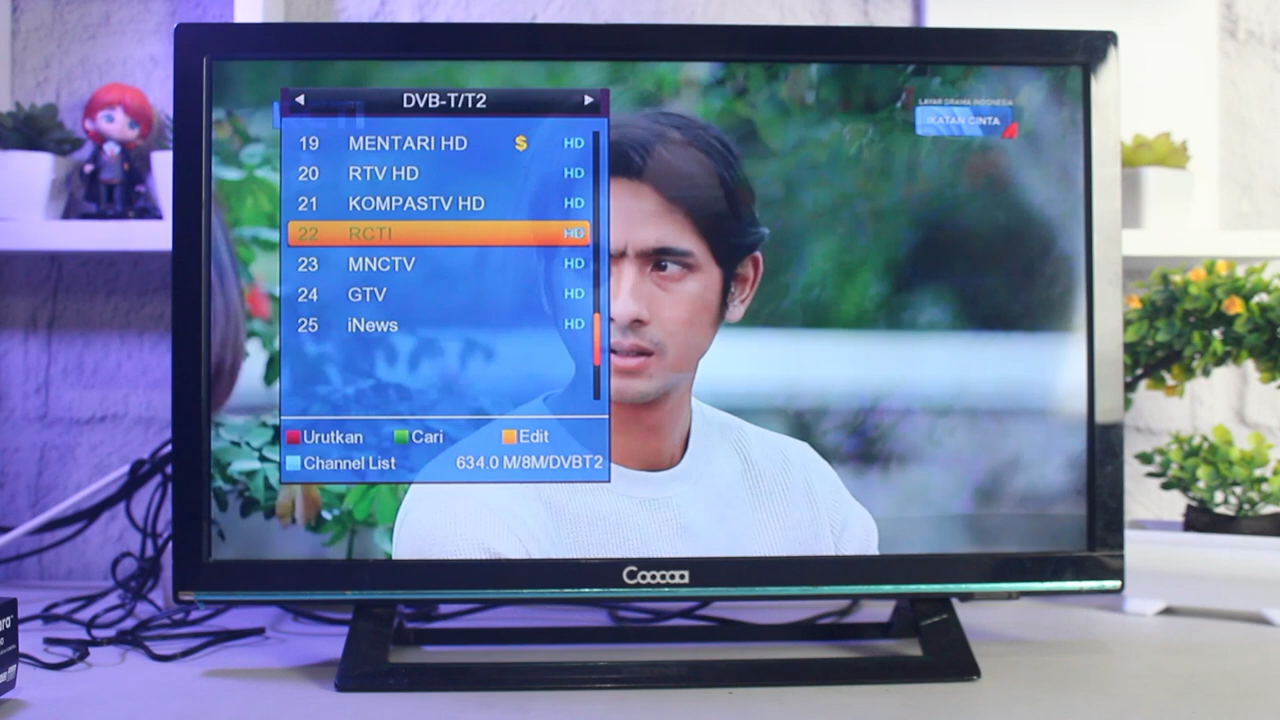 DVB-T/T2
19 MENTARI HD $ HD
20 RTV HD HD
21 KOMPASTV HD HD
22 RCTI HD
23 MNCTV HD
24 GTV HD
25 iNews HD
Urutkan Cari Edit
Channel List 634.0 M/8M/DVBT2
LAYAR DRAMA INDONESIA
IKATAN CINTA
Coocaa